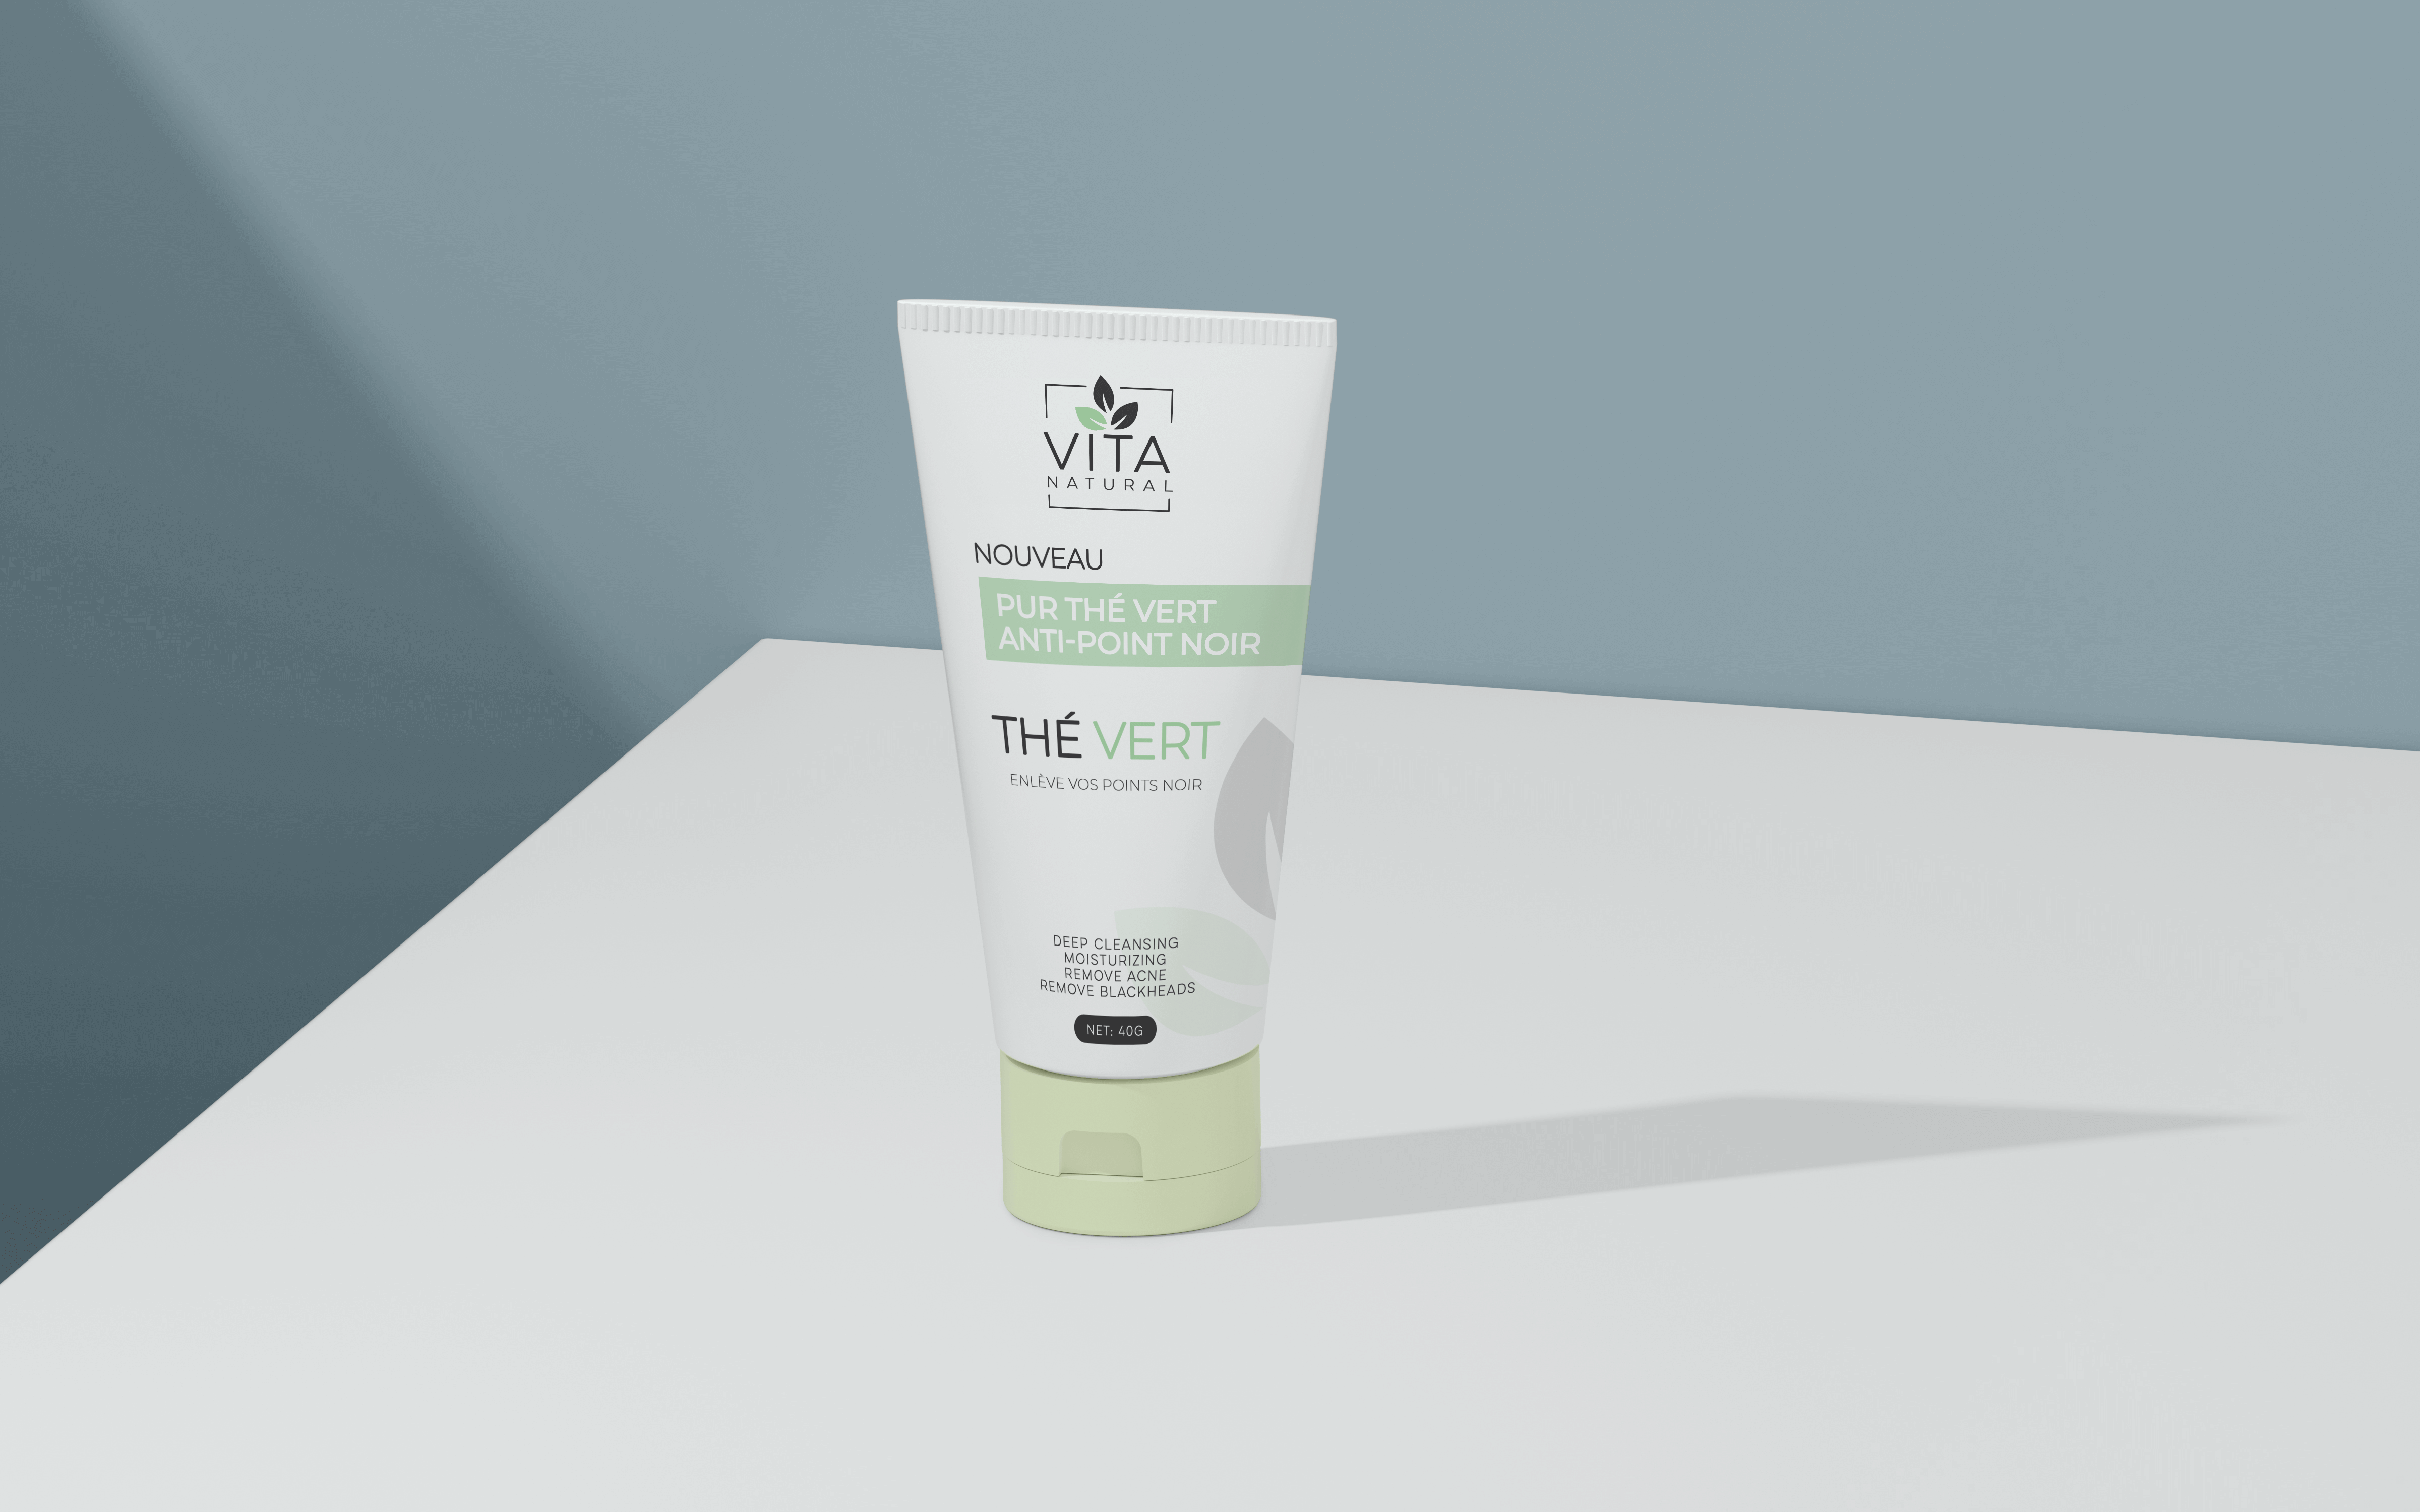 VITA
NATURAL
NOUVEAU
PUR THÉ VERT
ANTI-POINT NOIR
THÉ VERT
ENLÈVE VOS POINTS NOIR
DEEP CLEANSING
MOISTURIZING
REMOVE ACNE
REMOVE BLACKHEADS
NET: 40G